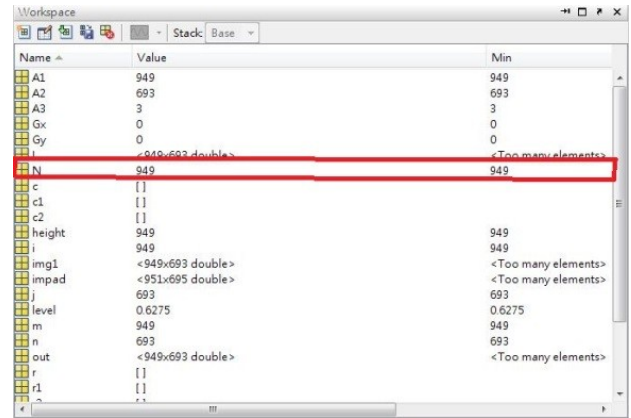 Workspace
Stack: Base
Name Value Min
A1 949 949
A2 693 693
A3 3 3
Gx 0 0
Gy 0 0
<949x693 double> <Too many elements>
N 949 949
c [ ]
c1 [ ]
c2 [ ]
height 949 949
i 949 949
img1 <949x693 double> <Too many elements>
impad <951x695 double> <Too many elements>
j 693 693
level 0.6275 0.6275
m 949 949
n 693 693
out <949x693 double> <Too many elements>
r [ ]
r1 [ ]